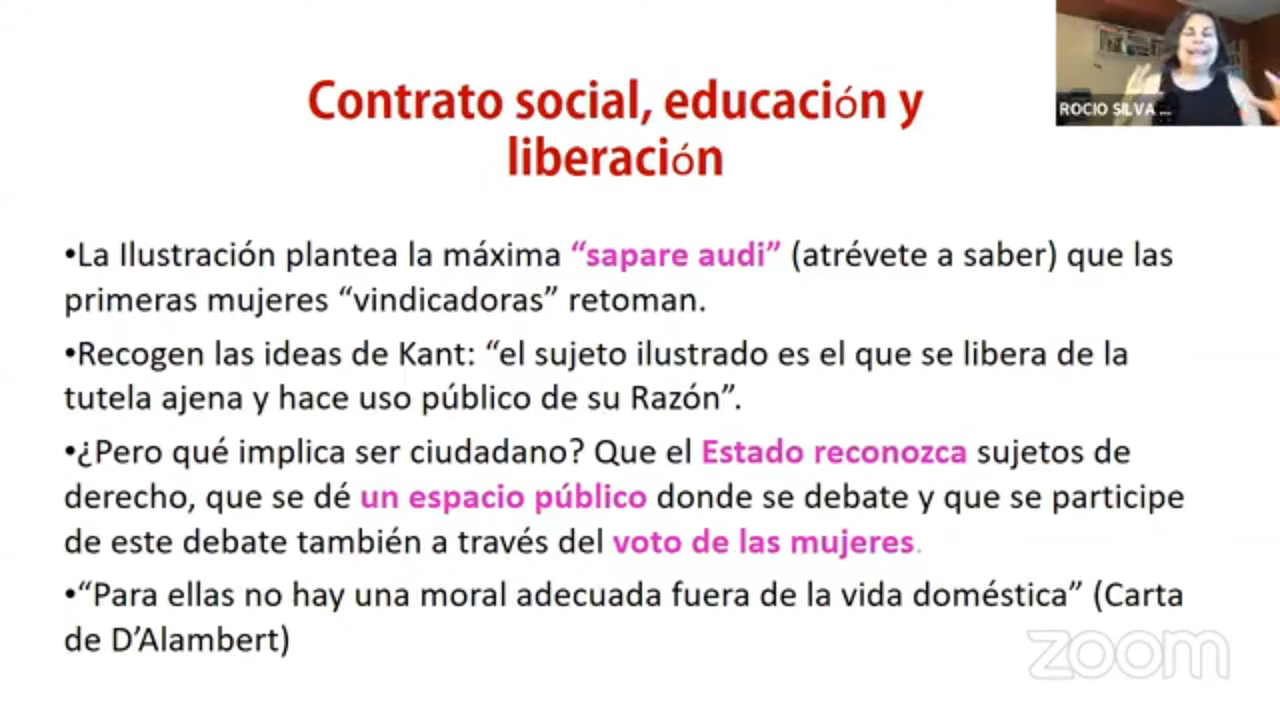 Contrato social, educación y
liberación
ROCIO SILVA ...
•La Ilustración plantea la máxima “sapare audi” (atrévete a saber) que las
primeras mujeres “vindicadoras” retoman.
•Recogen las ideas de Kant: “el sujeto ilustrado es el que se libera de la
tutela ajena y hace uso público de su Razón”.
•¿Pero qué implica ser ciudadano? Que el Estado reconozca sujetos de
derecho, que se dé un espacio público donde se debate y que se participe
de este debate también a través del voto de las mujeres.
•“Para ellas no hay una moral adecuada fuera de la vida doméstica” (Carta
de D’Alambert)
zoom